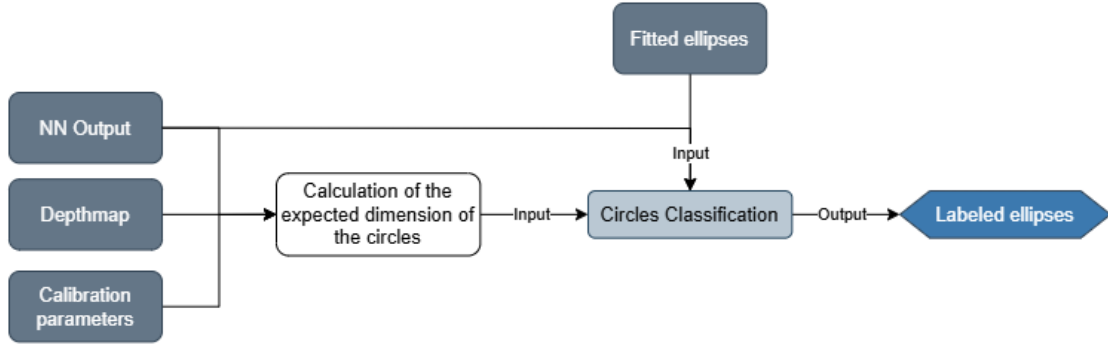 Fitted ellipses
NN Output
Input
Depthmap
Calculation of the
expected dimension of
the circles
Input
Circles Classification
Output
Labeled ellipses
Calibration
parameters